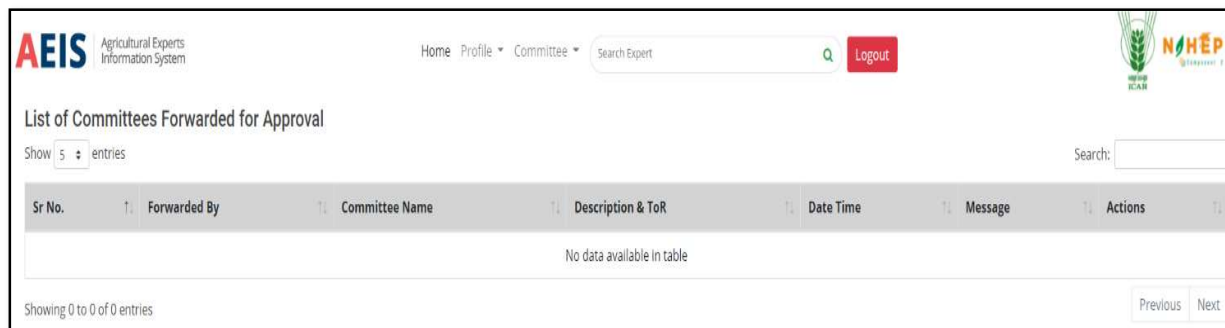 AEIS Agricultural Experts
Information System
Home Profile Committee Search Expert Logout
ICAR
NAHEP
List of Committees Forwarded for Approval
Show 5 entries
Search:
Sr No. Forwarded By Committee Name Description & ToR Date Time Message Actions
No data available in table
Showing 0 to 0 of 0 entries
Previous Next